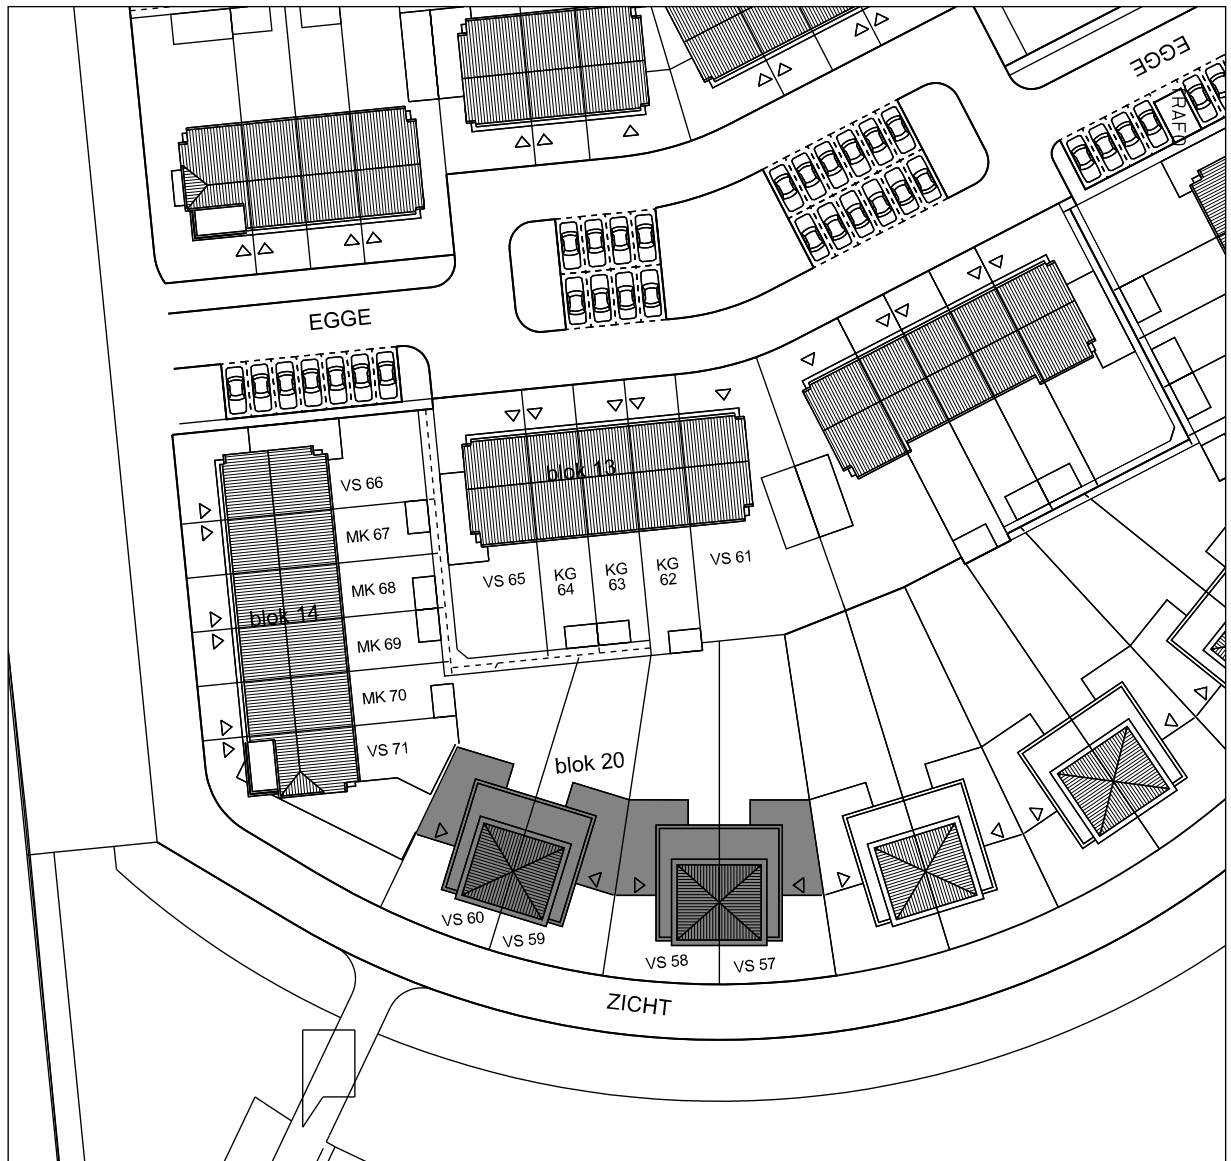 EGGE
RAFO
EGGE
blok 13
VS 66
MK 67
VS 65
KG
64
KG
63
KG
62
VS 61
MK 68
blok 14
MK 69
MK 70
VS 71
blok 20
VS 60
VS 59
VS 58
VS 57
ZICHT